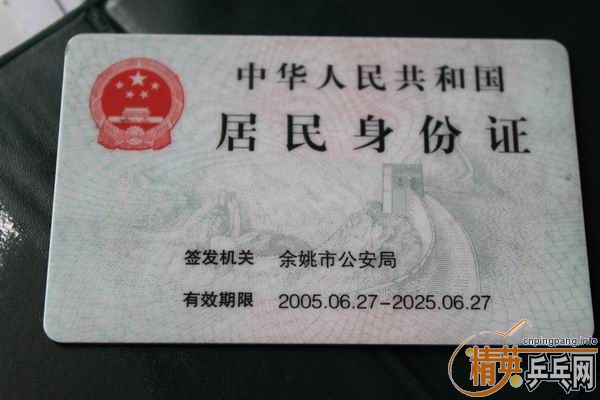 中华人民共和国
居民身份证
签发机关 余姚市公安局
有效期限 2005.06.27-2025.06.27
cnpingpang.info
精英乒乓网